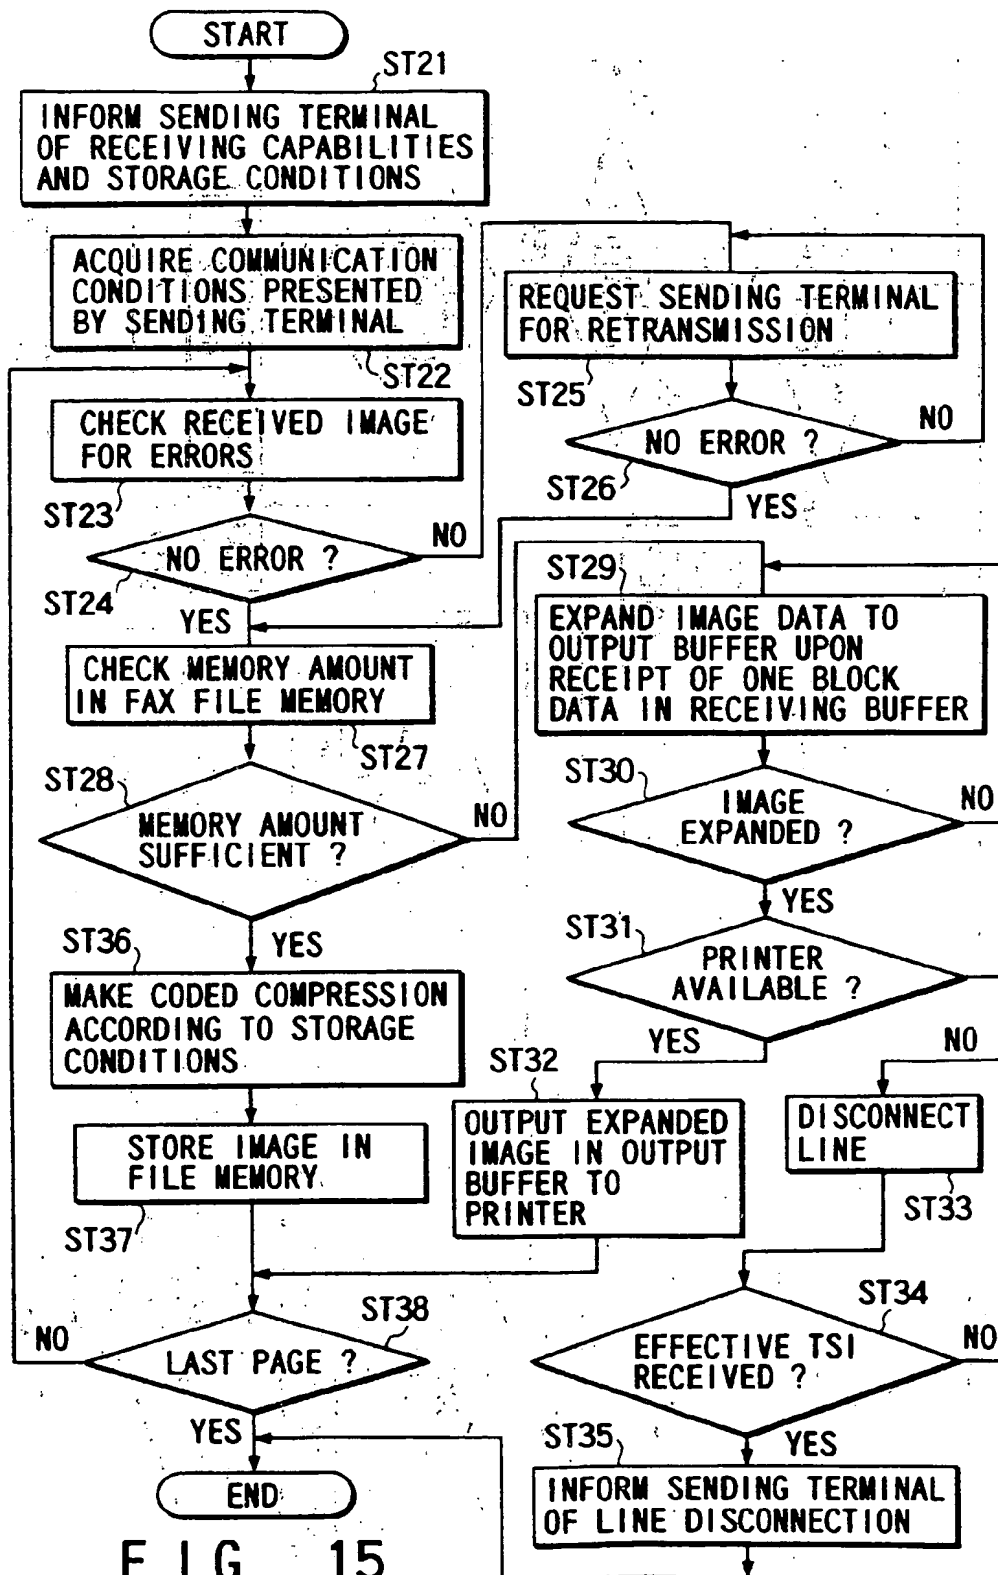 START
ST21
INFORM SENDING TERMINAL
OF RECEIVING CAPABILITIES
AND STORAGE CONDITIONS
ACQUIRE COMMUNICATION
CONDITIONS PRESENTED
BY SENDING TERMINAL
ST22
CHECK RECEIVED IMAGE
FOR ERRORS
ST23
NO ERROR ?
NO
ST24
YES
REQUEST SENDING TERMINAL
FOR RETRANSMISSION
ST25
NO ERROR ?
NO
ST26
YES
CHECK MEMORY AMOUNT
IN FAX FILE MEMORY
ST27
ST28
MEMORY AMOUNT
SUFFICIENT ?
NO
YES
ST29
EXPAND IMAGE DATA TO
OUTPUT BUFFER UPON
RECEIPT OF ONE BLOCK
DATA IN RECEIVING BUFFER
ST30
IMAGE
EXPANDED ?
NO
YES
ST31
PRINTER
AVAILABLE ?
YES
NO
ST32
OUTPUT EXPANDED
IMAGE IN OUTPUT
BUFFER TO
PRINTER
DISCONNECT
LINE
ST33
ST34
EFFECTIVE TSI
RECEIVED ?
NO
YES
ST35
INFORM SENDING TERMINAL
OF LINE DISCONNECTION
ST36
MAKE CODED COMPRESSION
ACCORDING TO STORAGE
CONDITIONS
STORE IMAGE IN
FILE MEMORY
ST37
ST38
LAST PAGE ?
NO
YES
END
FIG 15